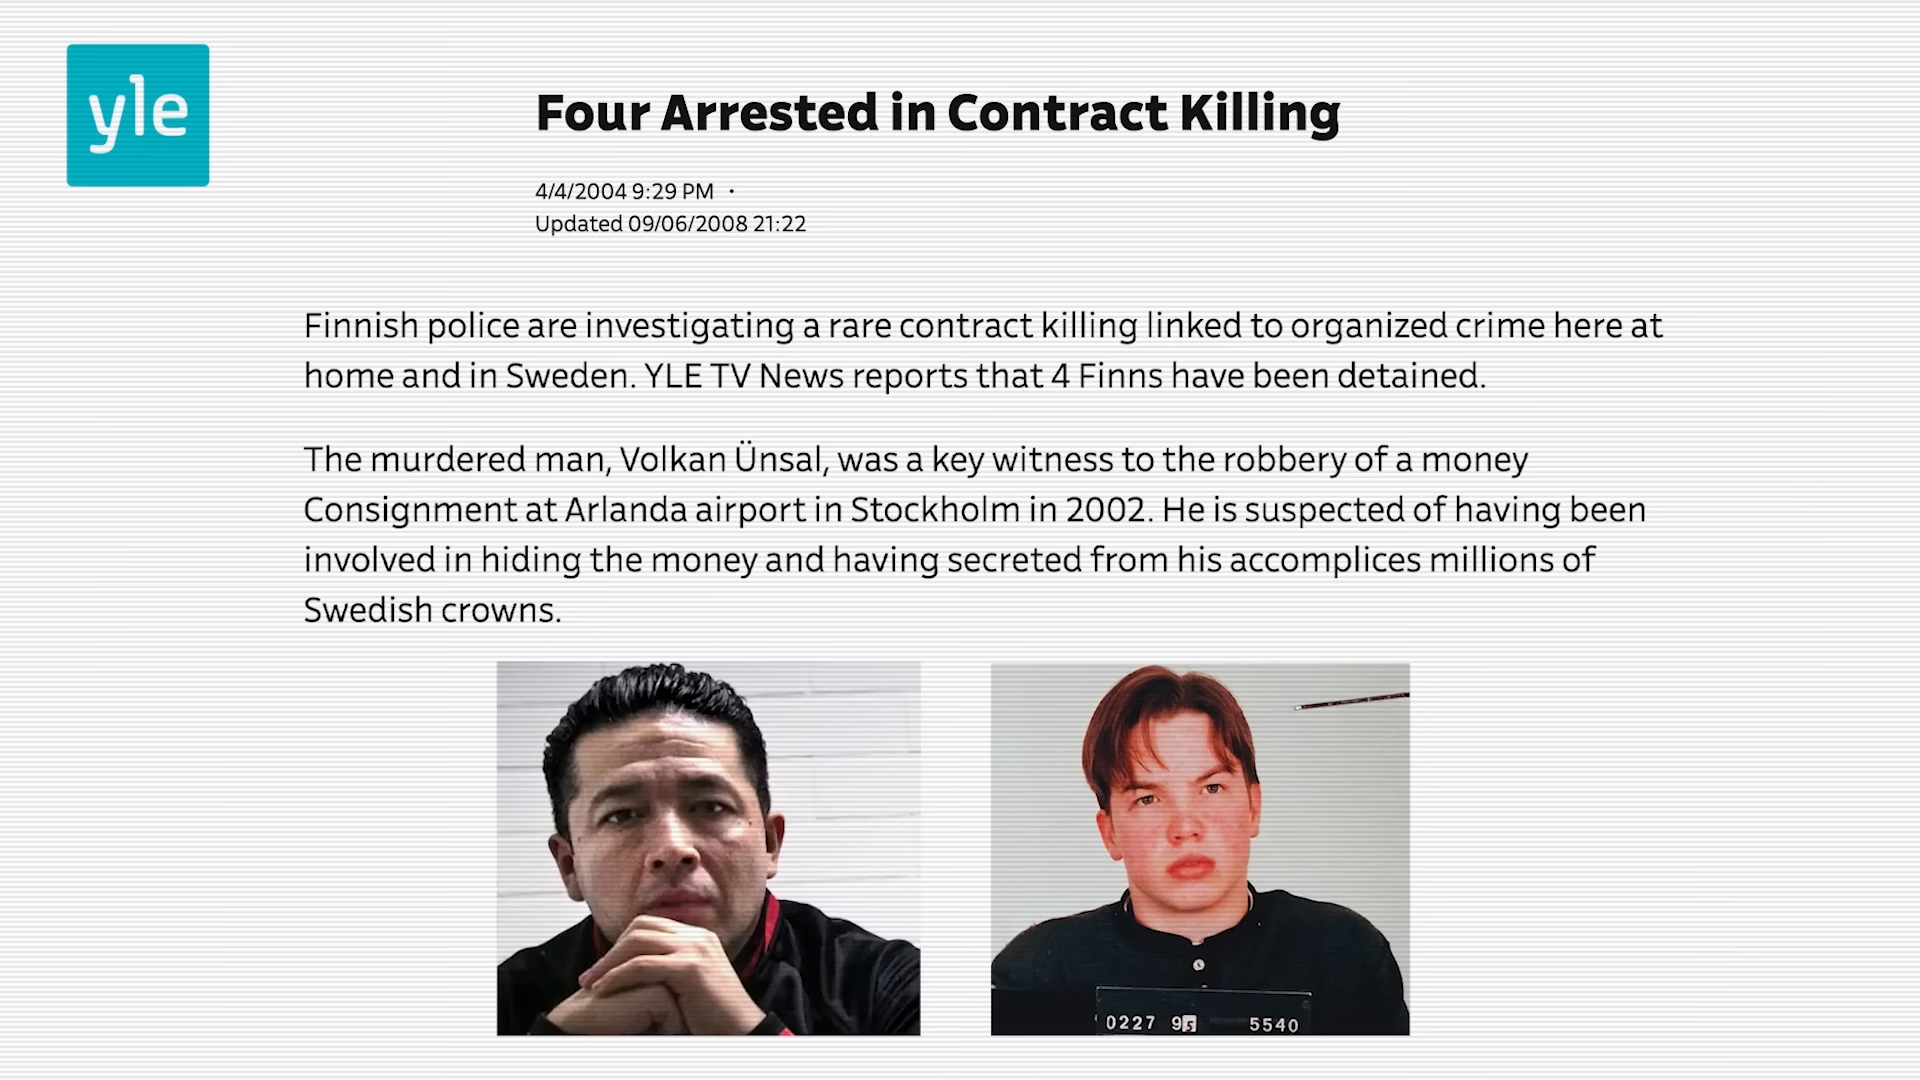 yle
Four Arrested in Contract Killing
4/4/2004 9:29 PM ·
Updated 09/06/2008 21:22
Finnish police are investigating a rare contract killing linked to organized crime here at
home and in Sweden. YLE TV News reports that 4 Finns have been detained.
The murdered man, Volkan Ünsal, was a key witness to the robbery of a money
Consignment at Arlanda airport in Stockholm in 2002. He is suspected of having been
involved in hiding the money and having secreted from his accomplices millions of
Swedish crowns.
0227 95 5540